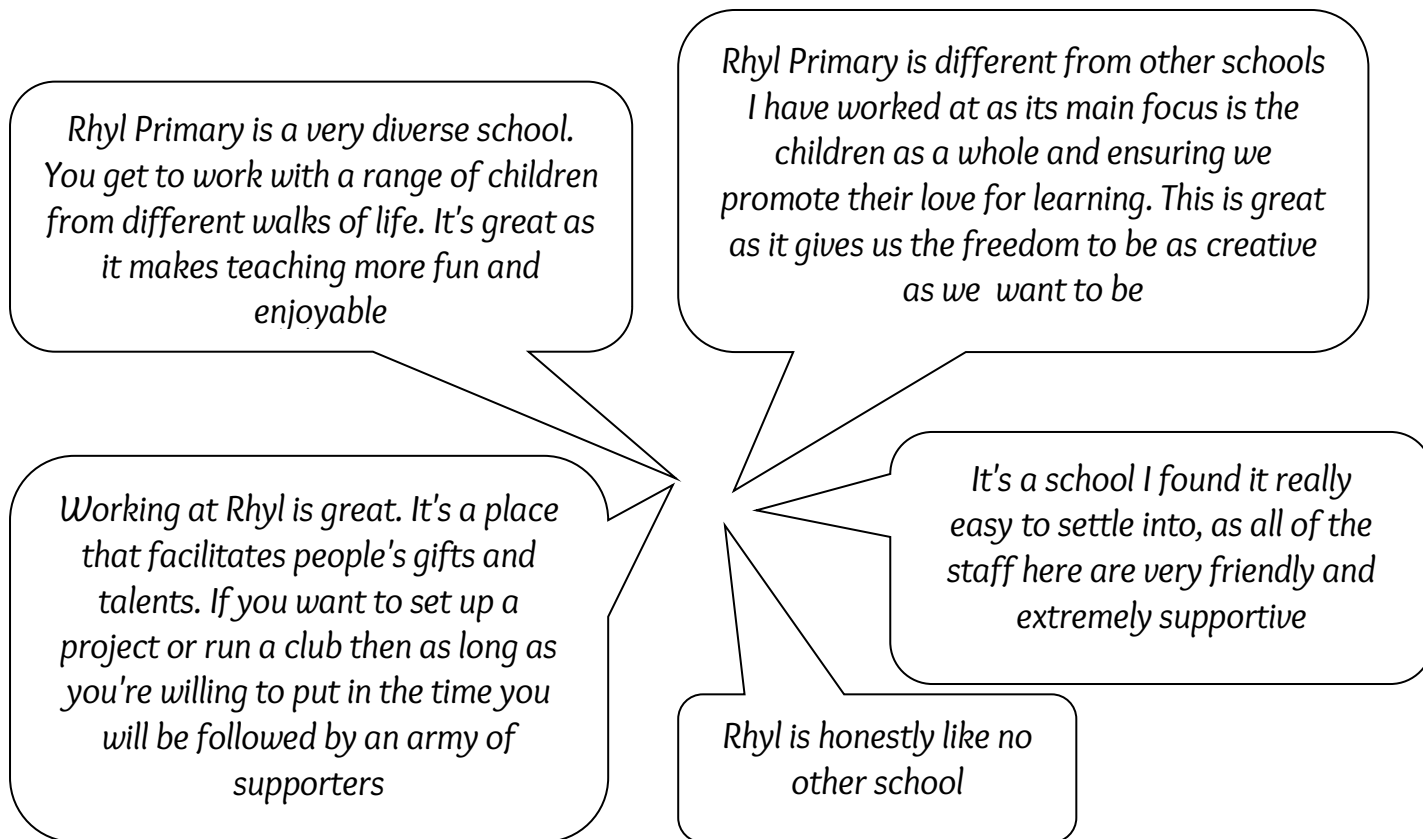 Rhyl Primary is a very diverse school.
You get to work with a range of children
from different walks of life. It's great as
it makes teaching more fun and
enjoyable
Rhyl Primary is different from other schools
I have worked at as its main focus is the
children as a whole and ensuring we
promote their love for learning. This is great
as it gives us the freedom to be as creative
as we  want to be
Working at Rhyl is great. It's a place
that facilitates people's gifts and
talents. If you want to set up a
project or run a club then as long as
you're willing to put in the time you
will be followed by an army of
supporters
It's a school I found it really
easy to settle into, as all of the
staff here are very friendly and
extremely supportive
Rhyl is honestly like no
other school